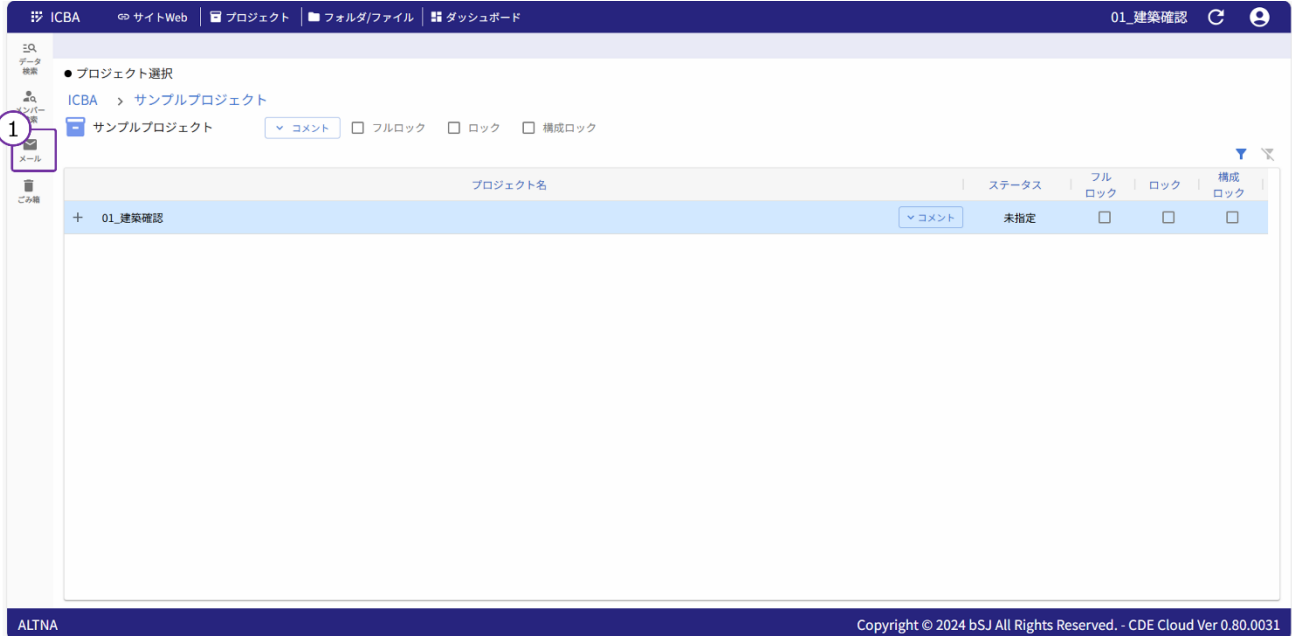 ICBA サイトWeb プロジェクト フォルダ/ファイル ダッシュボード 01_建築確認
データ
検索
メンバー
索
1
メール
ごみ箱
● プロジェクト選択
ICBA > サンプルプロジェクト
サンプルプロジェクト コメント フルロック ロック 構成ロック
プロジェクト名 ステータス フル
ロック ロック 構成
ロック
+ 01_建築確認 コメント 未指定
ALTNA Copyright © 2024 bSJ All Rights Reserved. - CDE Cloud Ver 0.80.0031